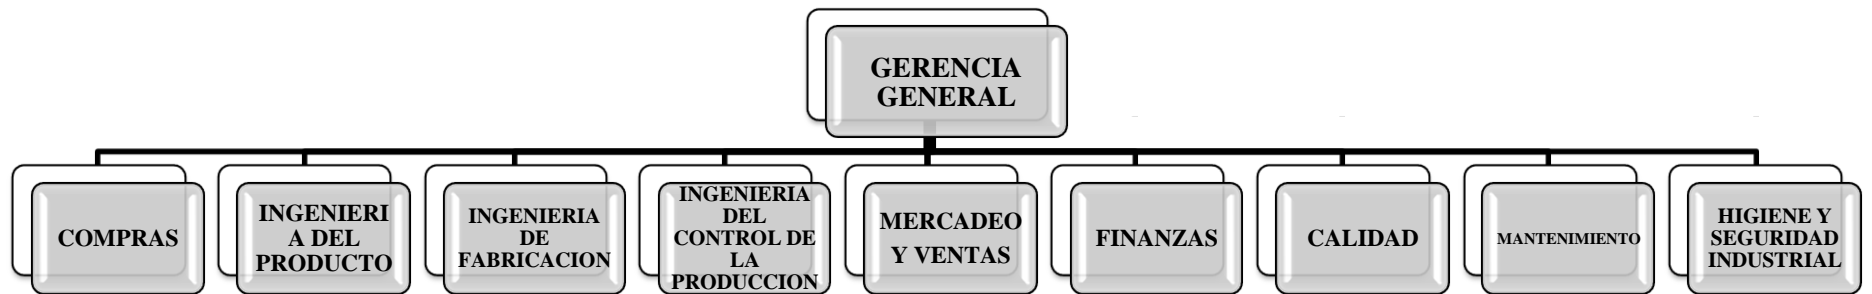 GERENCIA
GENERAL
COMPRAS
INGENIERI
A DEL
PRODUCTO
INGENIERIA
DE
FABRICACION
INGENIERIA
DEL
CONTROL DE
LA
PRODUCCION
MERCADEO
Y VENTAS
FINANZAS
CALIDAD
MANTENIMIENTO
HIGIENE Y
SEGURIDAD
INDUSTRIAL